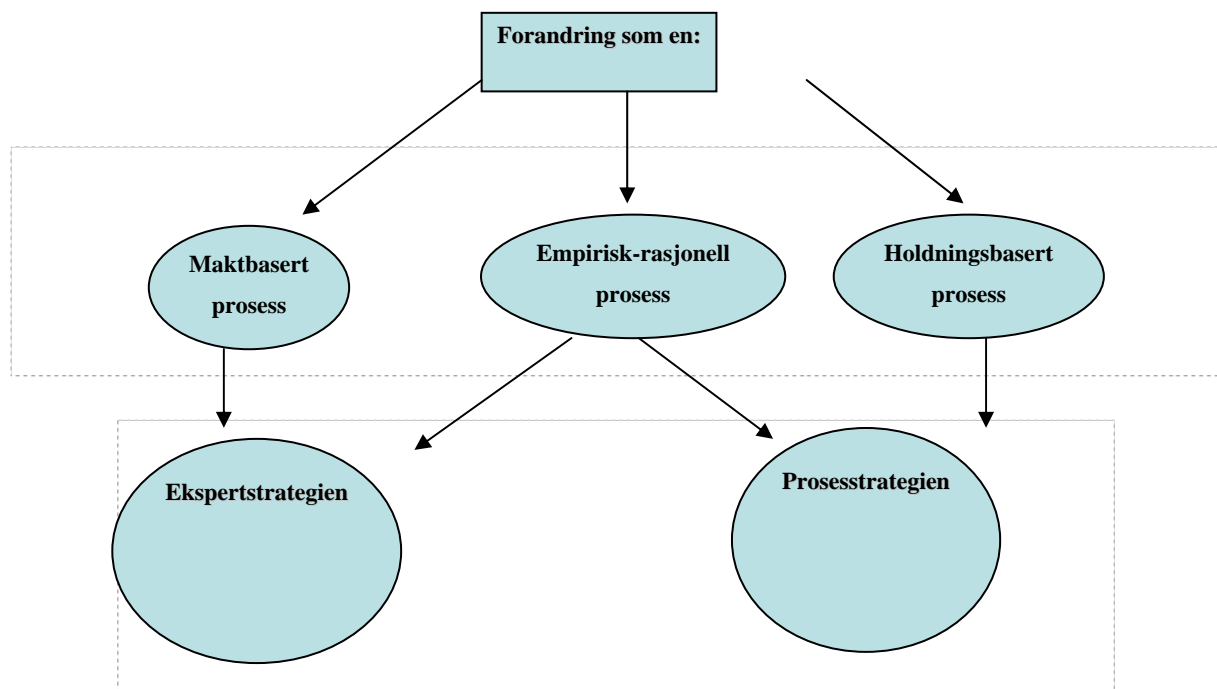 Forandring som en:
Maktbasert
prosess
Empirisk-rasjonell
prosess
Holdningsbasert
prosess
Ekspertstrategien
Prosesstrategien